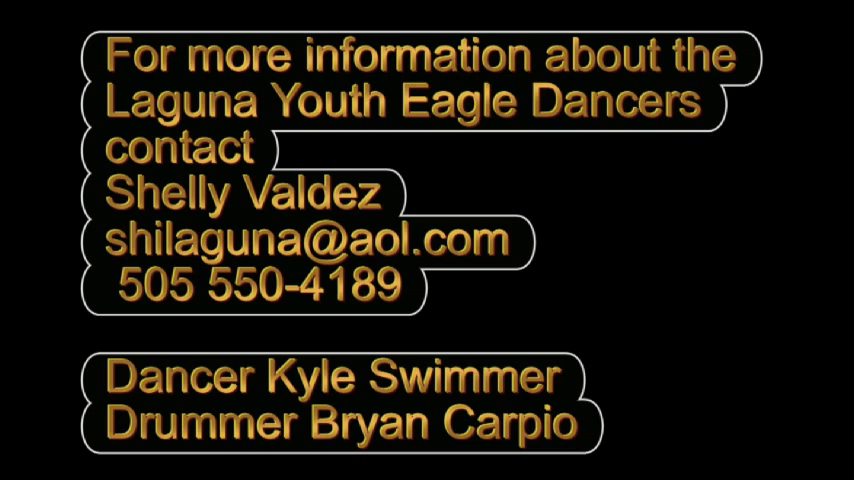 For more information about the
Laguna Youth Eagle Dancers
contact
Shelly Valdez
shilaguna@aol.com
505 550-4189
Dancer Kyle Swimmer
Drummer Bryan Carpio